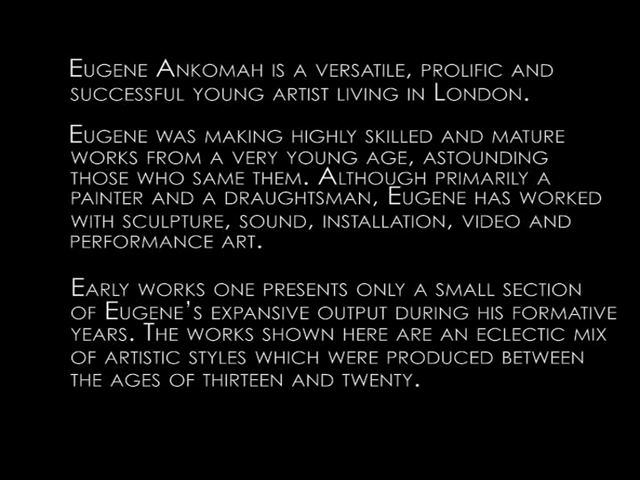 Eugene Ankomah is a versatile, prolific and
successful young artist living in London.
Eugene was making highly skilled and mature
works from a very young age, astounding
those who same them. Although primarily a
painter and a draughtsman, Eugene has worked
with sculpture, sound, installation, video and
performance art.
Early works one presents only a small section
of Eugene's expansive output during his formative
years. The works shown here are an eclectic mix
of artistic styles which were produced between
the ages of thirteen and twenty.